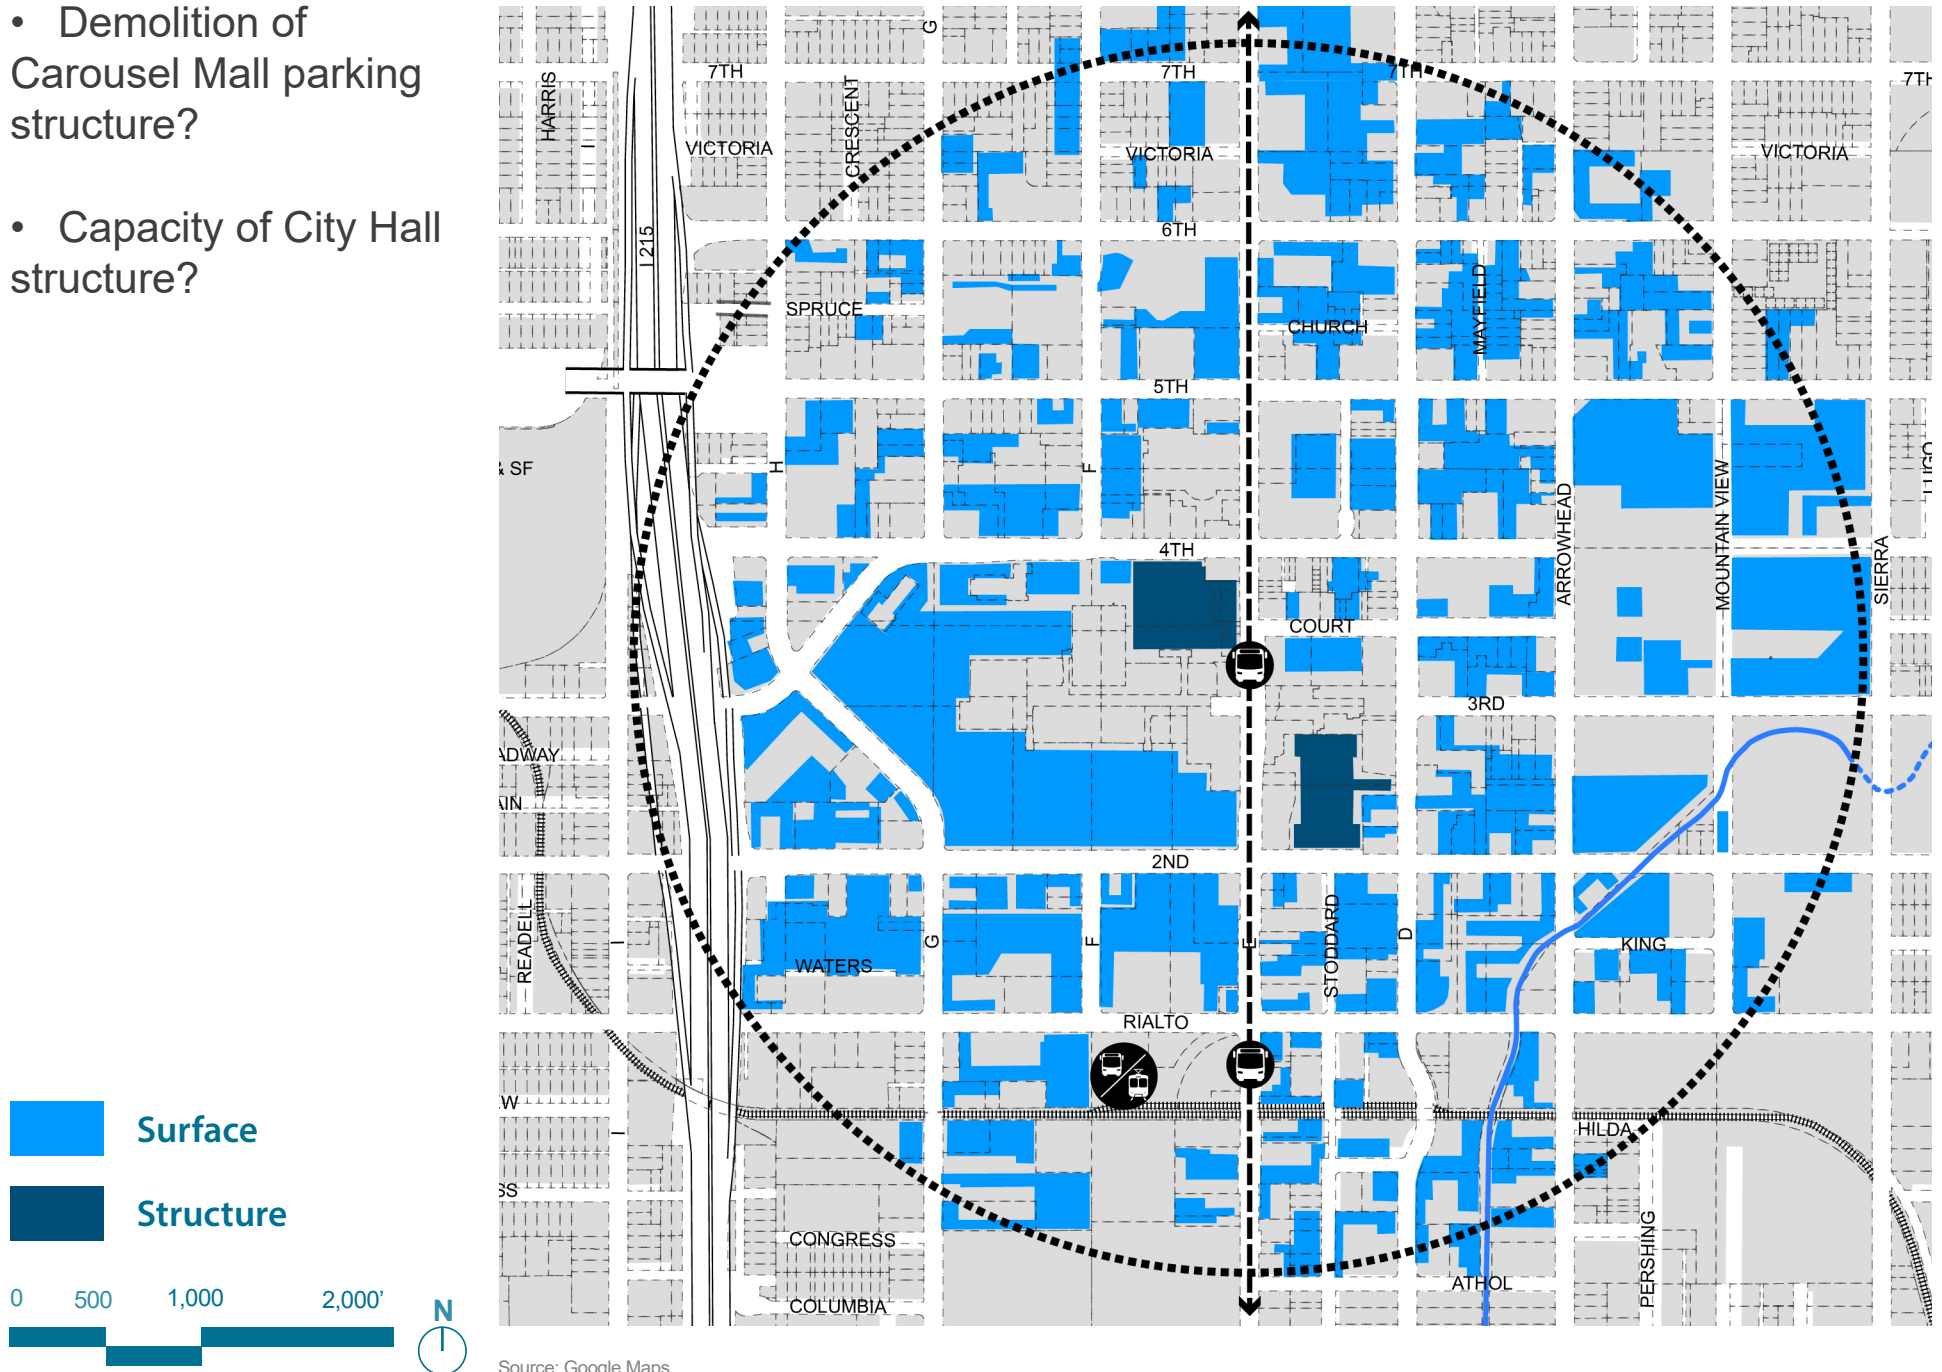 • Demolition of
Carousel Mall parking
structure?
• Capacity of City Hall
structure?
Surface
Structure
0 500 1,000 2,000’
N
G
7TH
7TH
7TH
7TH
HARRIS
CRESCENT
I
VICTORIA
VICTORIA
VICTORIA
6TH
I 215
SPRUCE
CHURCH
MAYFIELD
5TH
& SF
H
F
ARROWHEAD
MOUNTAIN VIEW
LUGO
4TH
SIERRA
COURT
3RD
ADWAY
AIN
2ND
READELL
I
G
F
E
STODDARD
D
KING
WATERS
RIALTO
W
I
HILDA
SS
CONGRESS
PERSHING
ATHOL
COLUMBIA
Source: Google Maps